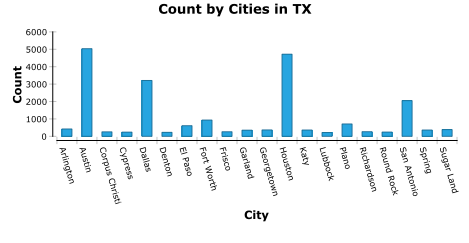 Count by Cities in TX
6000
5000
4000
3000
2000
1000
0
Count
Arlington
Austin
Corpus Christi
Cypress
Dallas
Denton
El Paso
Fort Worth
Frisco
Garland
Georgetown
Houston
Katy
Lubbock
Plano
Richardson
Round Rock
San Antonio
Spring
Sugar Land
City